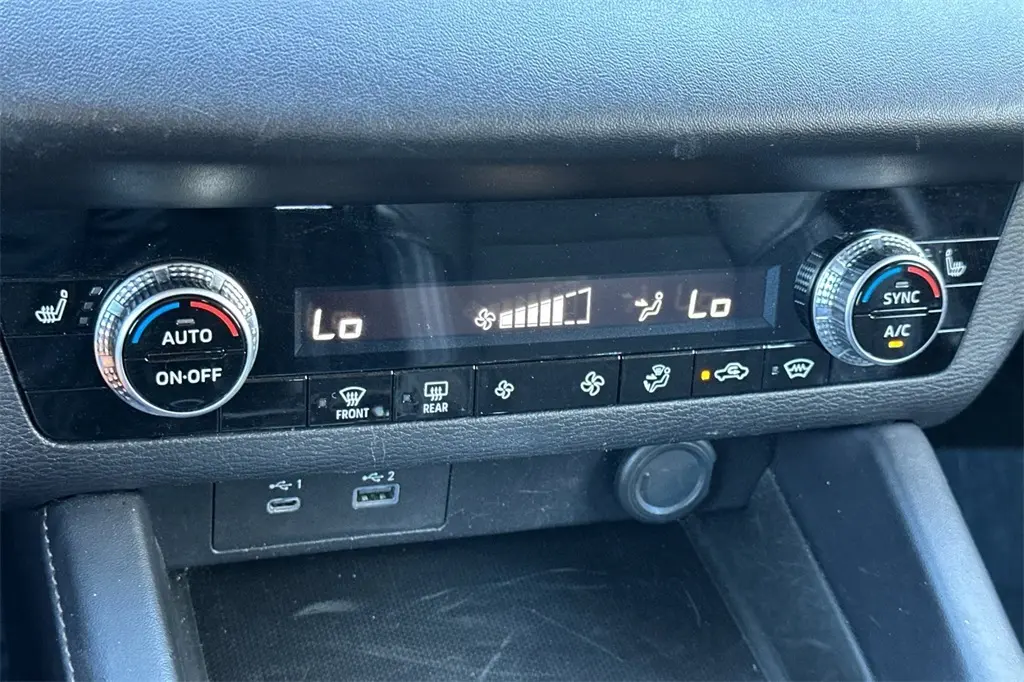 AUTO
ON·OFF
Lo
Lo
SYNC
A/C
FRONT
REAR
1
2